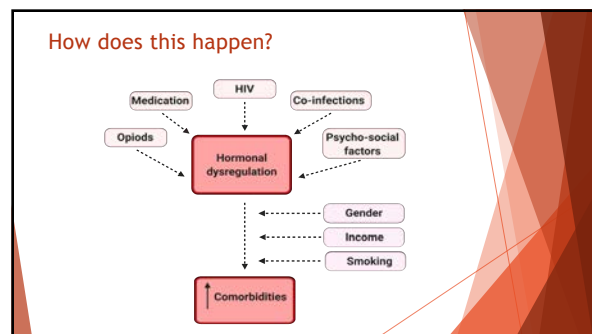 How does this happen?
HIV
Medication
Co-infections
Opiods
Psycho-social
factors
Hormonal
dysregulation
Gender
Income
Smoking
Comorbidities